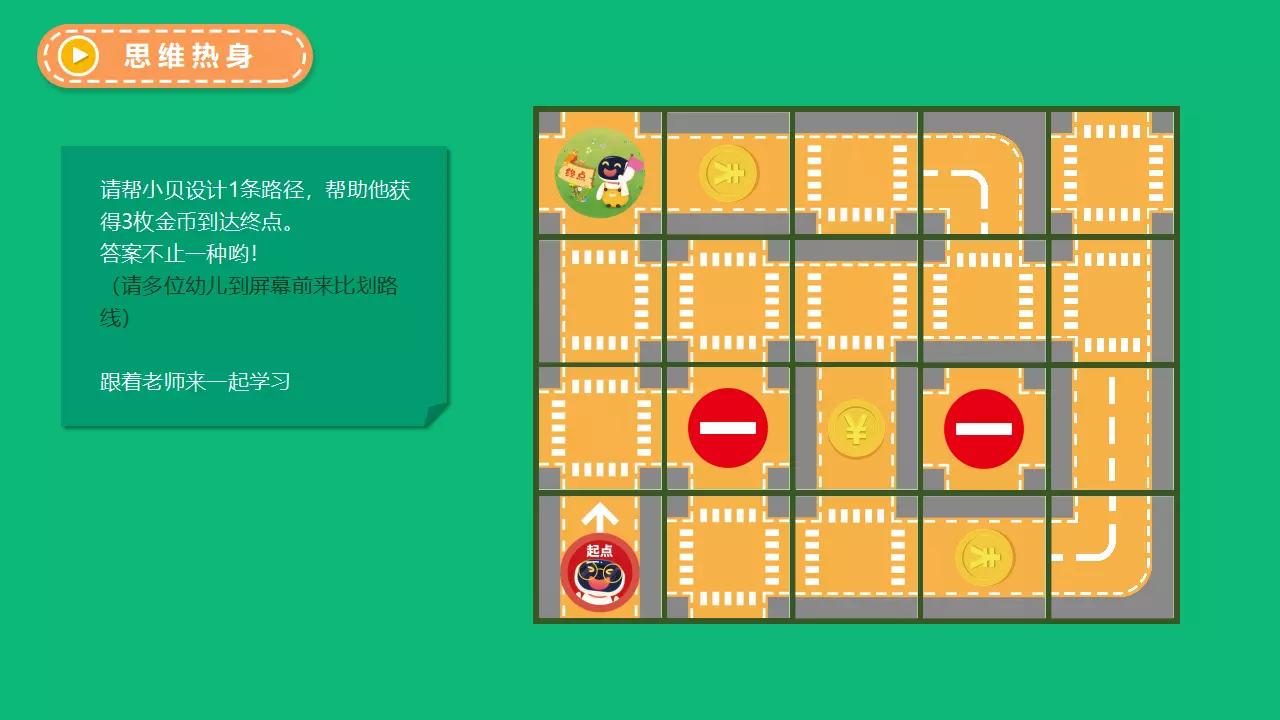 思维热身
请帮小贝设计1条路径，帮助他获
得3枚金币到达终点。
答案不止一种哟！
（请多位幼儿到屏幕前来比划路
线）
跟着老师来一起学习
终点
¥
¥
¥
起点